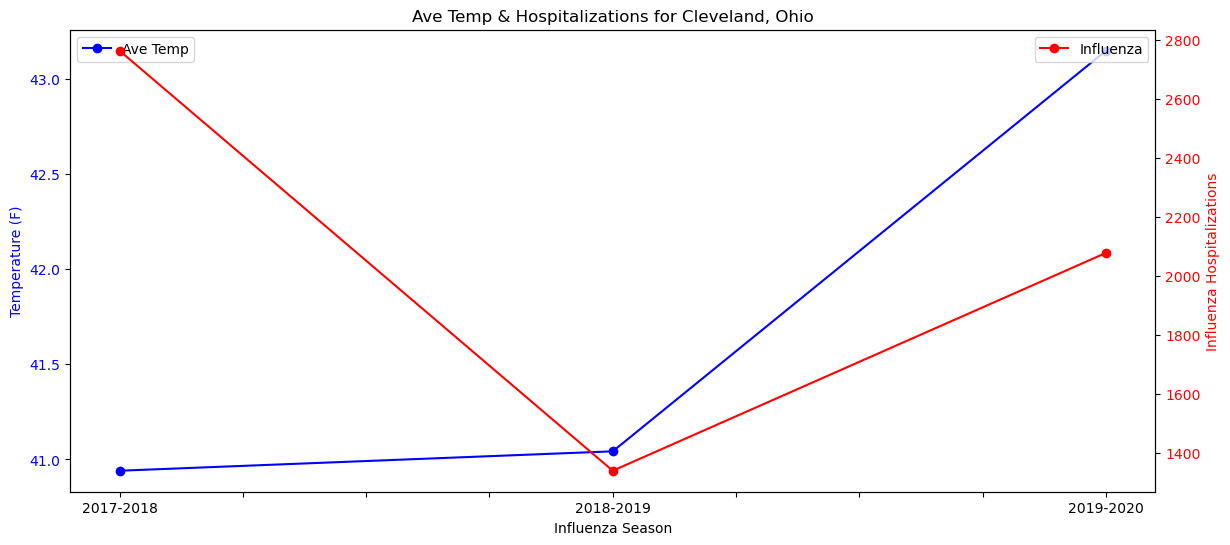 Ave Temp & Hospitalizations for Cleveland, Ohio
Ave Temp
Influenza
43.0
42.5
42.0
41.5
41.0
Temperature (F)
2800
2600
2400
2200
2000
1800
1600
1400
Influenza Hospitalizations
2017-2018
2018-2019
2019-2020
Influenza Season